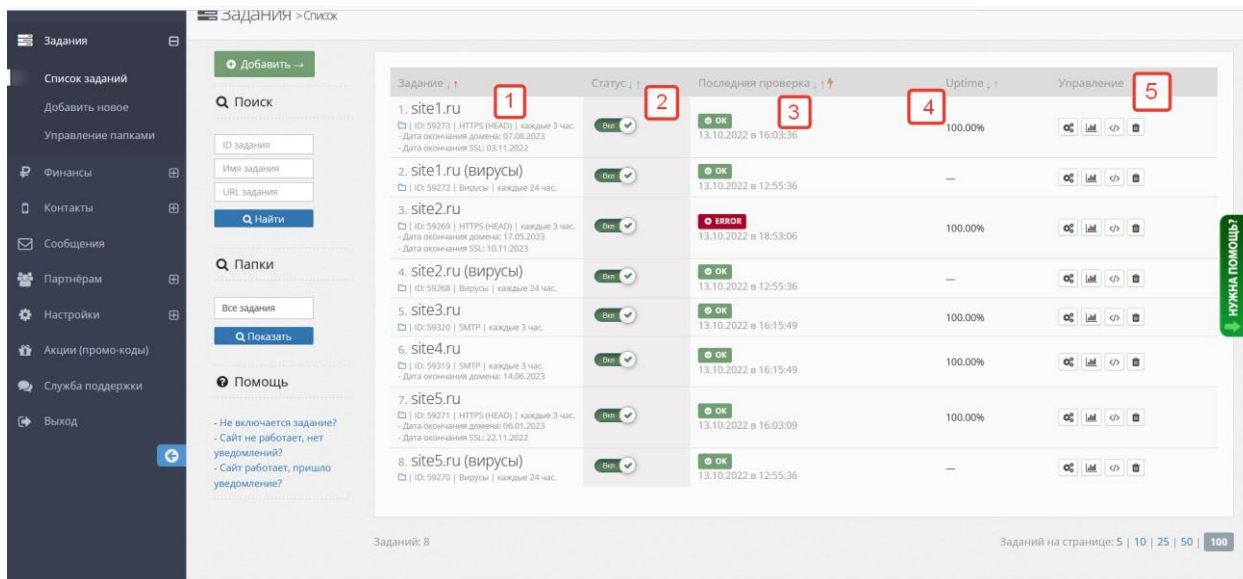 Задания > Список
Задания
Список заданий
Добавить новое
Управление папками
Финансы
Контакты
Сообщения
Партнёрам
Настройки
Акции (промо-коды)
Служба поддержки
Выход
Добавить →
Поиск
ID задания
Имя задания
URL задания
Найти
Папки
Все задания
Показать
Помощь
- Не включается задание?
- Сайт не работает, нет
уведомлений?
- Сайт работает, пришло
уведомление?
Задание ↓ ↑ 1 Статус ↓ ↑ 2 Последняя проверка ↓ ↑ 3 Uptime ↓ ↑ 4 Управление 5
1. site1.ru
| ID: 59273 | HTTPS (HEAD) | каждые 3 час.
- Дата окончания домена: 07.08.2023
- Дата окончания SSL: 03.11.2022
Вкл
OK
13.10.2022 в 16:03:36
100.00%
2. site1.ru (вирусы)
| ID: 59272 | Вирусы | каждые 24 час.
Вкл
OK
13.10.2022 в 12:55:36
—
3. site2.ru
| ID: 59269 | HTTPS (HEAD) | каждые 3 час.
- Дата окончания домена: 17.05.2023
- Дата окончания SSL: 10.11.2023
Вкл
ERROR
13.10.2022 в 18:53:06
100.00%
4. site2.ru (вирусы)
| ID: 59268 | Вирусы | каждые 24 час.
Вкл
OK
13.10.2022 в 12:55:36
—
5. site3.ru
| ID: 59320 | SMTP | каждые 3 час.
Вкл
OK
13.10.2022 в 16:15:49
100.00%
6. site4.ru
| ID: 59319 | SMTP | каждые 3 час.
- Дата окончания домена: 14.06.2023
Вкл
OK
13.10.2022 в 16:15:49
100.00%
7. site5.ru
| ID: 59271 | HTTPS (HEAD) | каждые 3 час.
- Дата окончания домена: 06.01.2023
- Дата окончания SSL: 22.11.2022
Вкл
OK
13.10.2022 в 16:03:09
100.00%
8. site5.ru (вирусы)
| ID: 59270 | Вирусы | каждые 24 час.
Вкл
OK
13.10.2022 в 12:55:36
—
Заданий: 8
Заданий на странице: 5 | 10 | 25 | 50 | 100
НУЖНА ПОМОЩЬ?